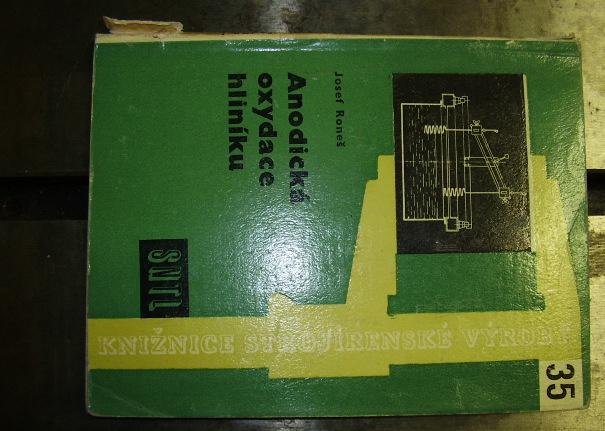 Josef Roneš
Anodická
oxydace
hliníku
SNTL
KNIŽNICE STROJÍRENSKÉ VÝROBY
35